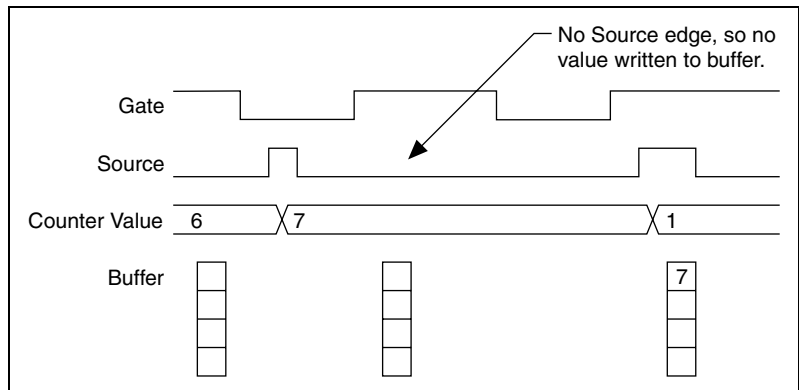 No Source edge, so no
value written to buffer.
Gate
Source
Counter Value 6 7 1
Buffer 7